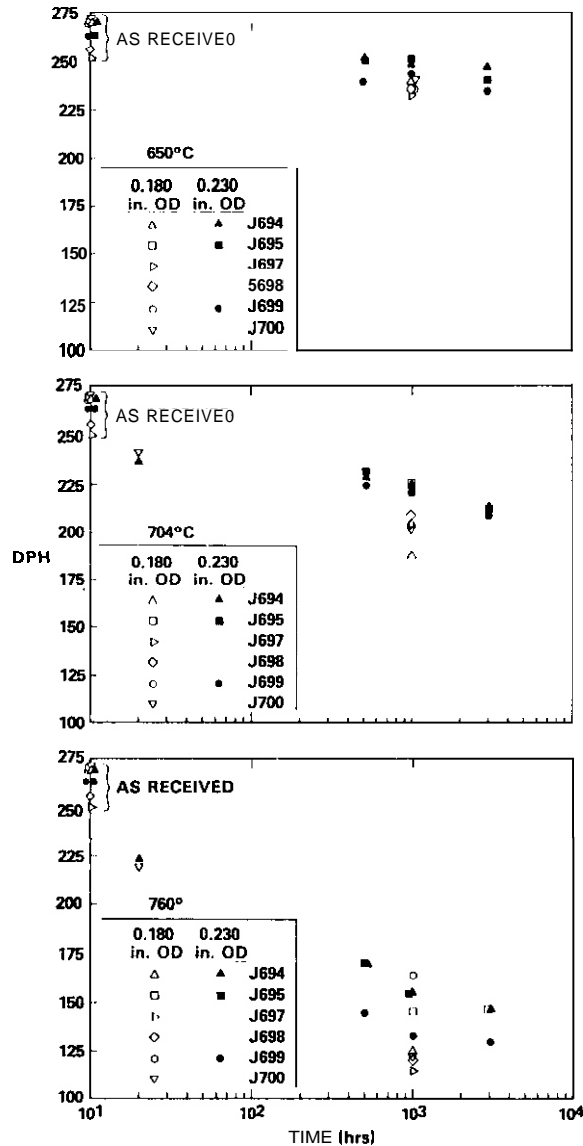 275
250
225
200
175
150
125
100
AS RECEIVE0
650°C
0.180 0.230
in. OD in. OD
J694
J695
J697
5698
J699
J700
DPH
275
250
225
200
175
150
125
100
AS RECEIVE0
704°C
0.180 0.230
in. OD in. OD
J694
J695
J697
J698
J699
J700
275
250
225
200
175
150
125
100
AS RECEIVED
760°
0.180 0.230
in. OD in. OD
J694
J695
J697
J698
J699
J700
10¹ 10² 10³ 10⁴
TIME (hrs)